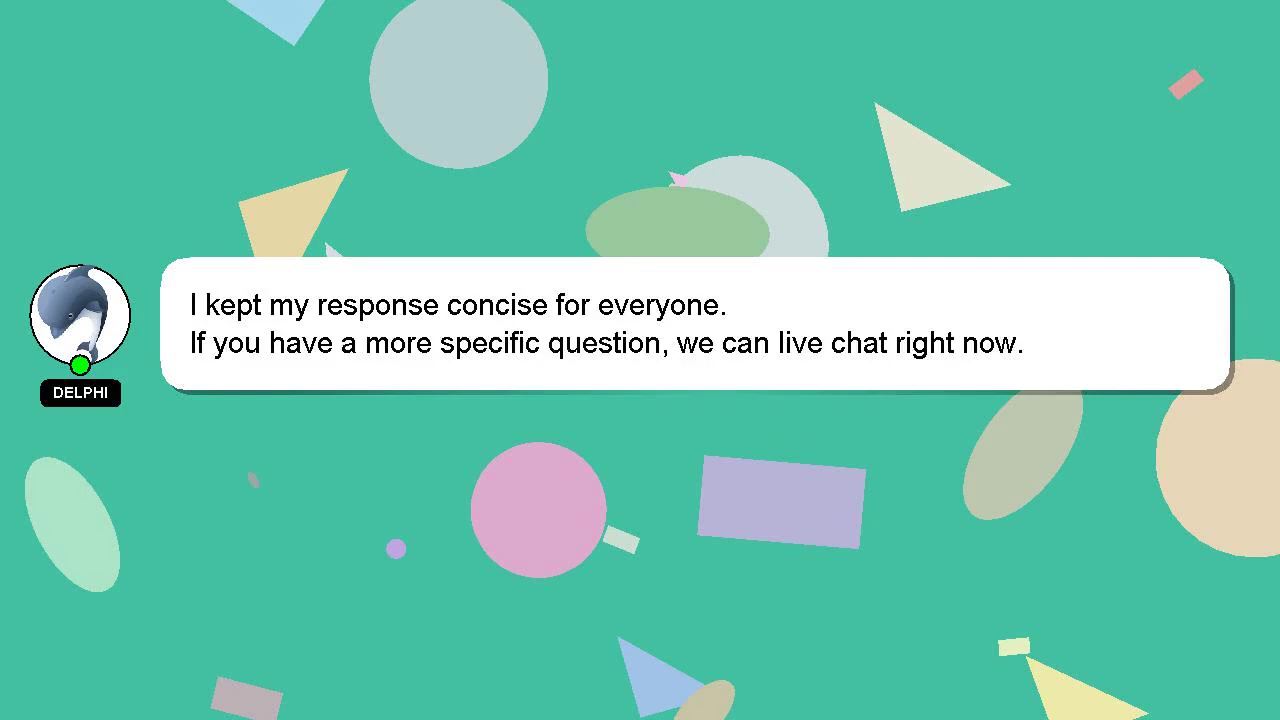 I kept my response concise for everyone.
If you have a more specific question, we can live chat right now.
DELPHI